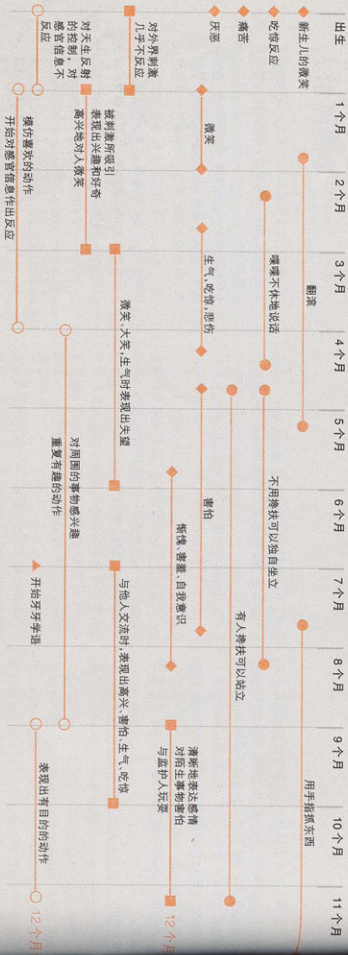 出生
1个月
2个月
3个月
4个月
5个月
6个月
7个月
8个月
9个月
10个月
11个月
新生儿的微笑
吃惊反应
痛苦
厌恶
翻滚
用手指抓东西
喋喋不休地说话
不用搀扶可以独自坐立
有人搀扶可以站立
微笑
生气,吃惊,悲伤
害怕
惭愧、害羞、自我意识
对外界刺激
几乎不反应
被刺激所吸引
表现出兴趣和好奇
高兴地对人微笑
微笑、大笑,生气时表现出失望
与他人交流时,表现出高兴、害怕、生气、吃惊
清晰地表达感情、
对陌生事物害怕
与监护人玩耍
12个月
对天生反射
的控制，对
感官信息不
反应
模仿喜欢的动作
开始对感官信息作出反应
对周围的事物感兴趣
重复有趣的动作
开始牙牙学语
表现出有目的的动作
12个月